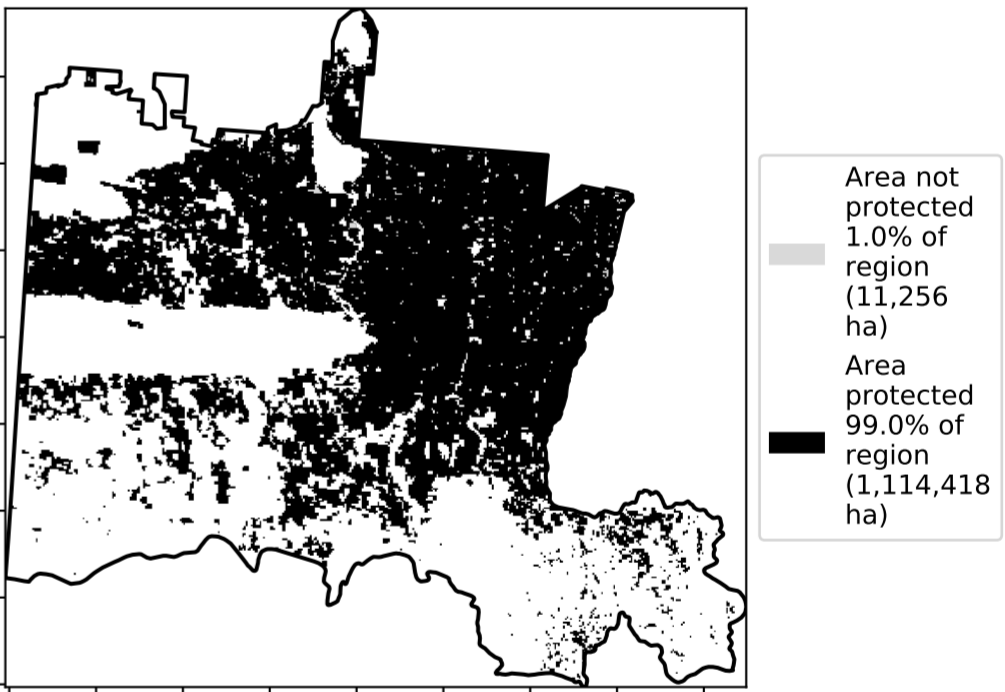 Area not
protected
1.0% of
region
(11,256
ha)
Area
protected
99.0% of
region
(1,114,418
ha)